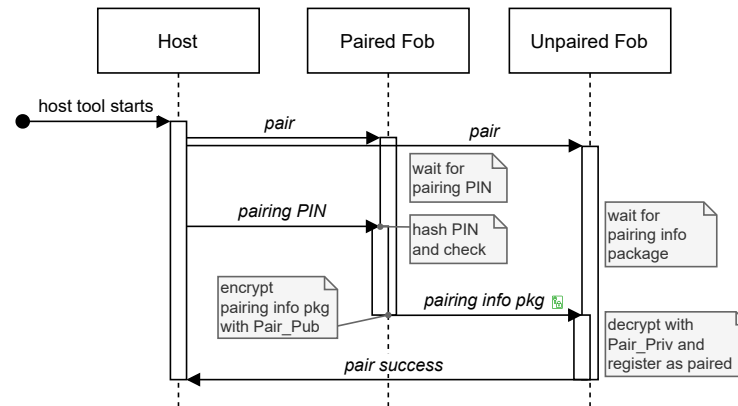 Host
Paired Fob
Unpaired Fob
host tool starts
pair
pair
wait for
pairing PIN
pairing PIN
hash PIN
and check
wait for
pairing info
package
encrypt
pairing info pkg
with Pair_Pub
pairing info pkg
decrypt with
Pair_Priv and
register as paired
pair success